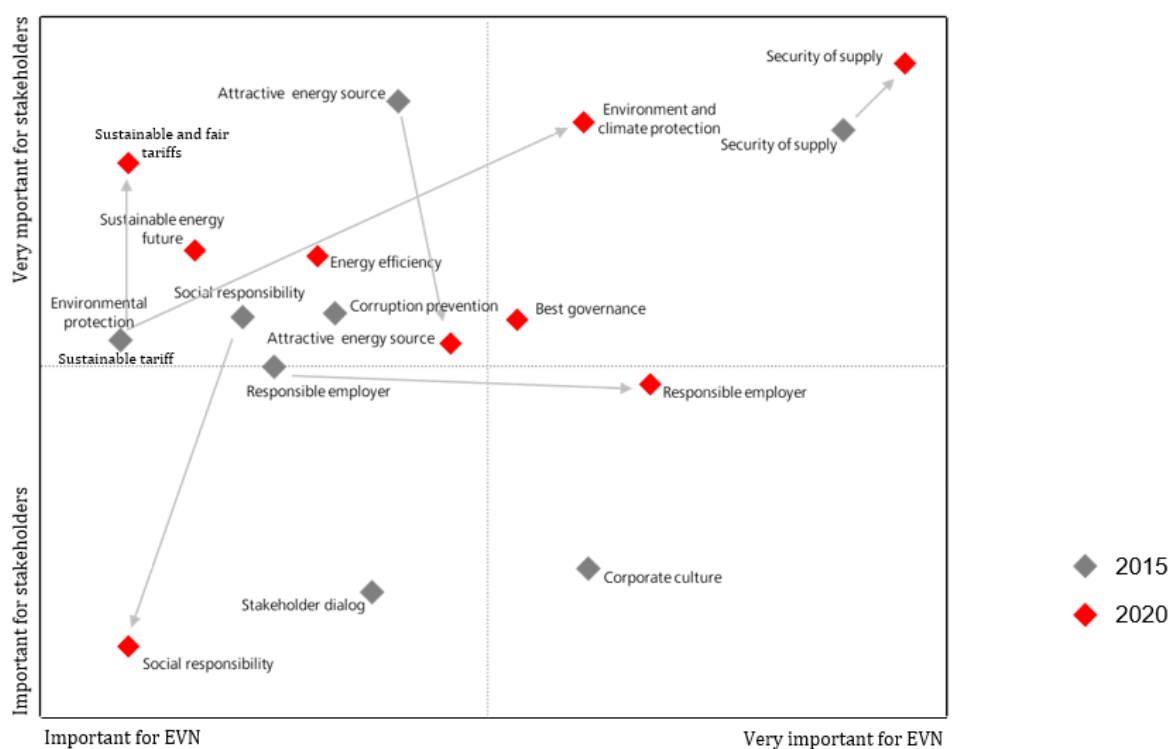 Very mportant for stakeholders
Important for stakeholders
Security of supply
Attractive energy source
Environment and
climate protection
Security of supply
Sustainable and fair
tariffs
Sustainable energy
future
Energy efficiency
Social responsibility
Environmental
protection
Corruption prevention
Best governance
Attractive energy source
Sustainable tariff
Responsible employer
Responsible employer
Corporate culture
Stakeholder dialog
Social responsibility
2015
2020
Important for EVN
Very important for EVN